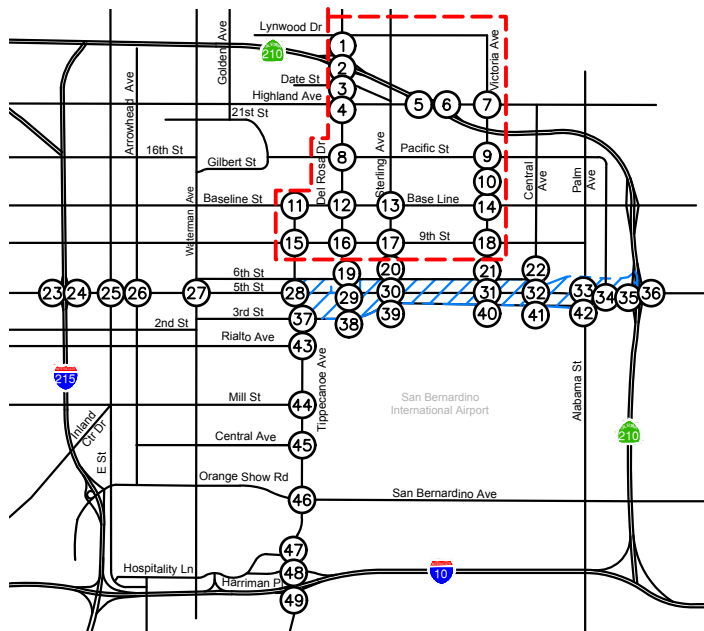 Lynwood Dr
1
Victoria Ave
210
Golden Ave
2
Arrowhead Ave
Date St
3
Highland Ave
4
5
6
7
21st St
16th St
Gilbert St
Del Rosa Dr
8
Pacific St
9
Sterling Ave
Central
Ave
Palm
Ave
10
Baseline St
11
12
13
Base Line
14
Waterman Ave
15
16
17
9th St
18
6th St
19
20
21
22
5th St
23
24
25
26
27
28
29
30
31
32
33
34
35
36
3rd St
37
38
39
40
41
42
2nd St
Rialto Ave
43
Tippecanoe Ave
215
San Bernardino
International Airport
Alabama St
Mill St
44
Inland
Ctr Dr
E St
Central Ave
45
210
Orange Show Rd
46
San Bernardino Ave
47
Hospitality Ln
48
10
Harriman Pl
49